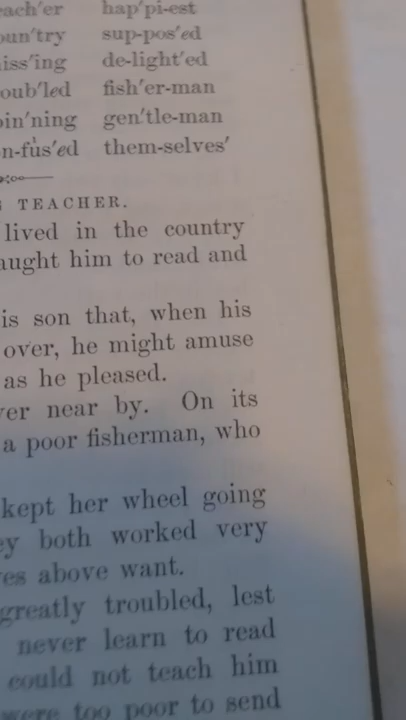 hap'pi-est
sup-pos'ed
de-light'ed
fish'er-man
gen'tle-man
them-selves'
TEACHER.
lived in the country
him to read and
son that, when his
over, he might amuse
as he pleased.
near by. On its
a poor fisherman, who
kept her wheel going
both worked very
above want.
greatly troubled, lest
never learn to read
could not teach him
were too poor to send